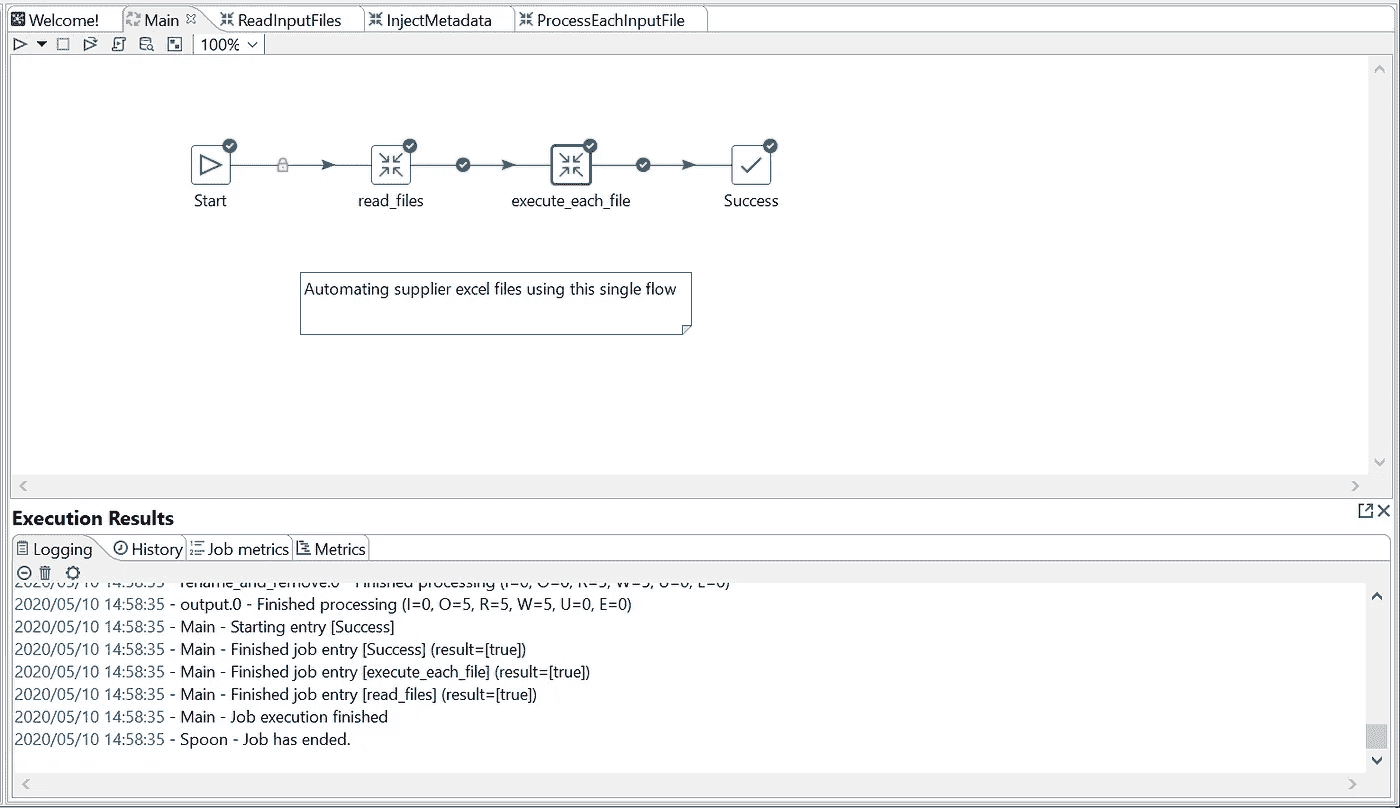 Welcome!
Main
ReadInputFiles
InjectMetadata
ProcessEachInputFile
100%
Start
read_files
execute_each_file
Success
Automating supplier excel files using this single flow
Execution Results
Logging
History
Job metrics
Metrics
2020/05/10 14:58:35 - rename_and_remove.0 - Finished processing (I=0, O=0, R=5, W=5, U=0, E=0)
2020/05/10 14:58:35 - output.0 - Finished processing (I=0, O=5, R=5, W=5, U=0, E=0)
2020/05/10 14:58:35 - Main - Starting entry [Success]
2020/05/10 14:58:35 - Main - Finished job entry [Success] (result=[true])
2020/05/10 14:58:35 - Main - Finished job entry [execute_each_file] (result=[true])
2020/05/10 14:58:35 - Main - Finished job entry [read_files] (result=[true])
2020/05/10 14:58:35 - Main - Job execution finished
2020/05/10 14:58:35 - Spoon - Job has ended.